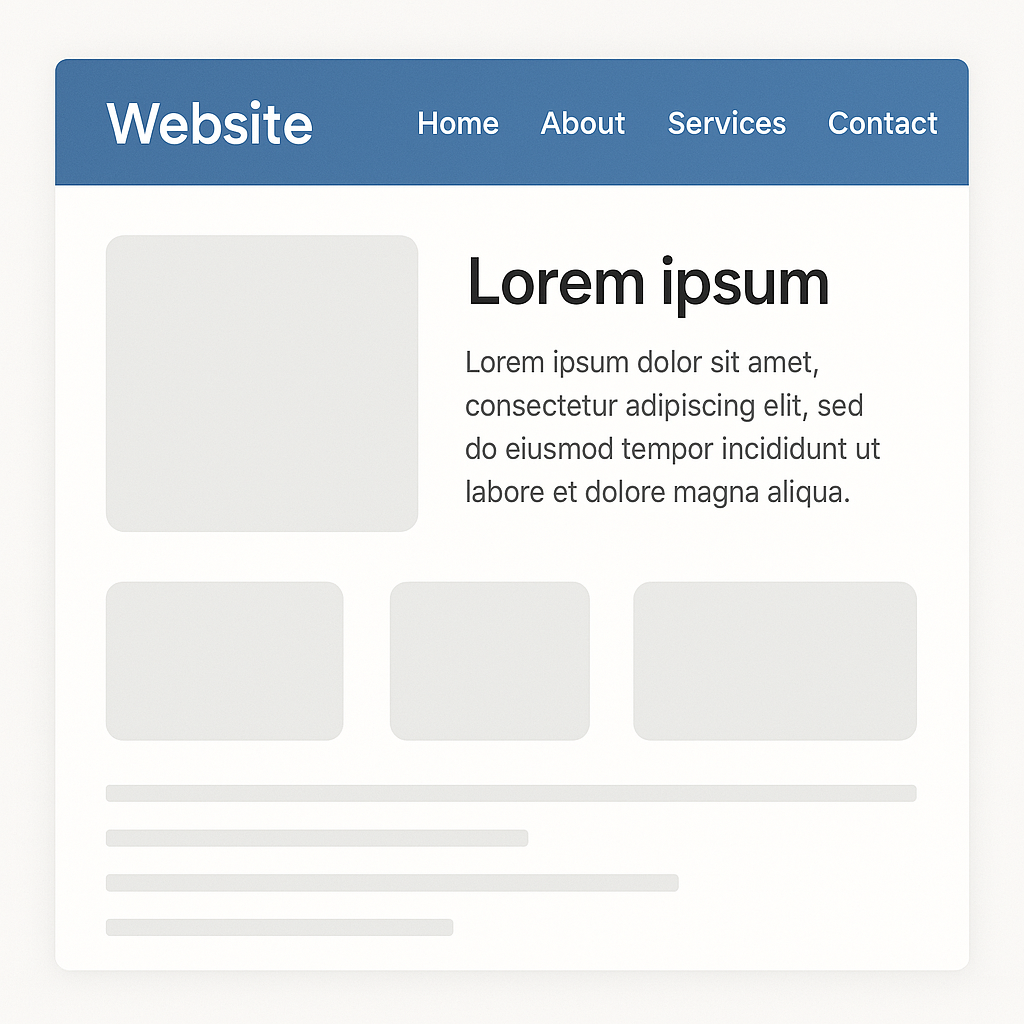 Website
Home About Services Contact
Lorem ipsum
Lorem ipsum dolor sit amet,
consectetur adipiscing elit, sed
do eiusmod tempor incididunt ut
labore et dolore magna aliqua.